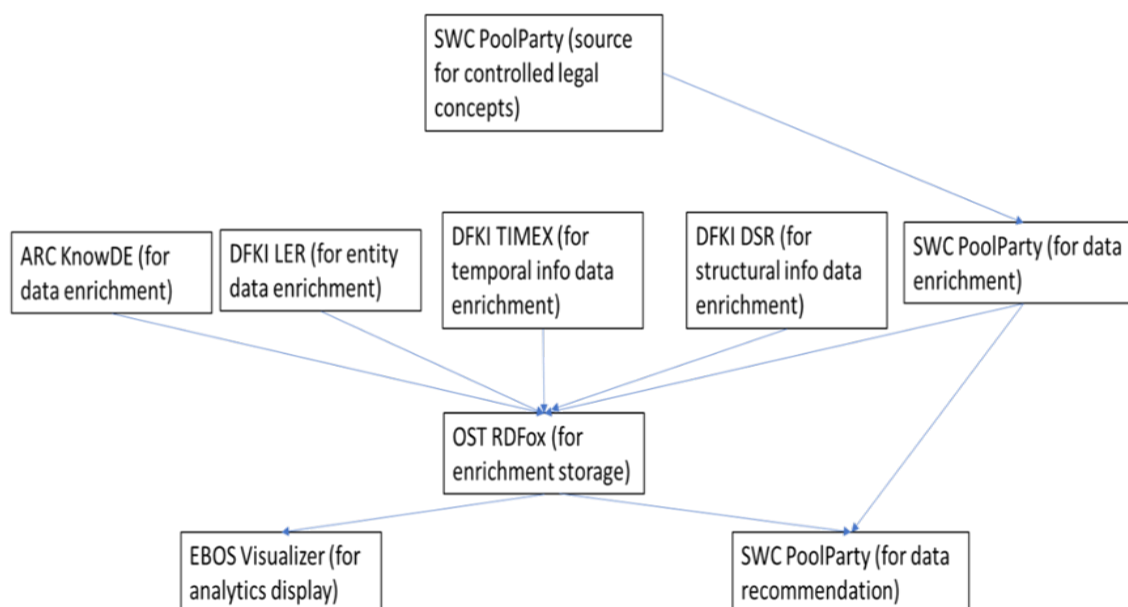 SWC PoolParty (source
for controlled legal
concepts)
ARC KnowDE (for
data enrichment)
DFKI LER (for entity
data enrichment)
DFKI TIMEX (for
temporal info data
enrichment)
DFKI DSR (for
structural info data
enrichment)
SWC PoolParty (for data
enrichment)
OST RDFox (for
enrichment storage)
EBOS Visualizer (for
analytics display)
SWC PoolParty (for data
recommendation)